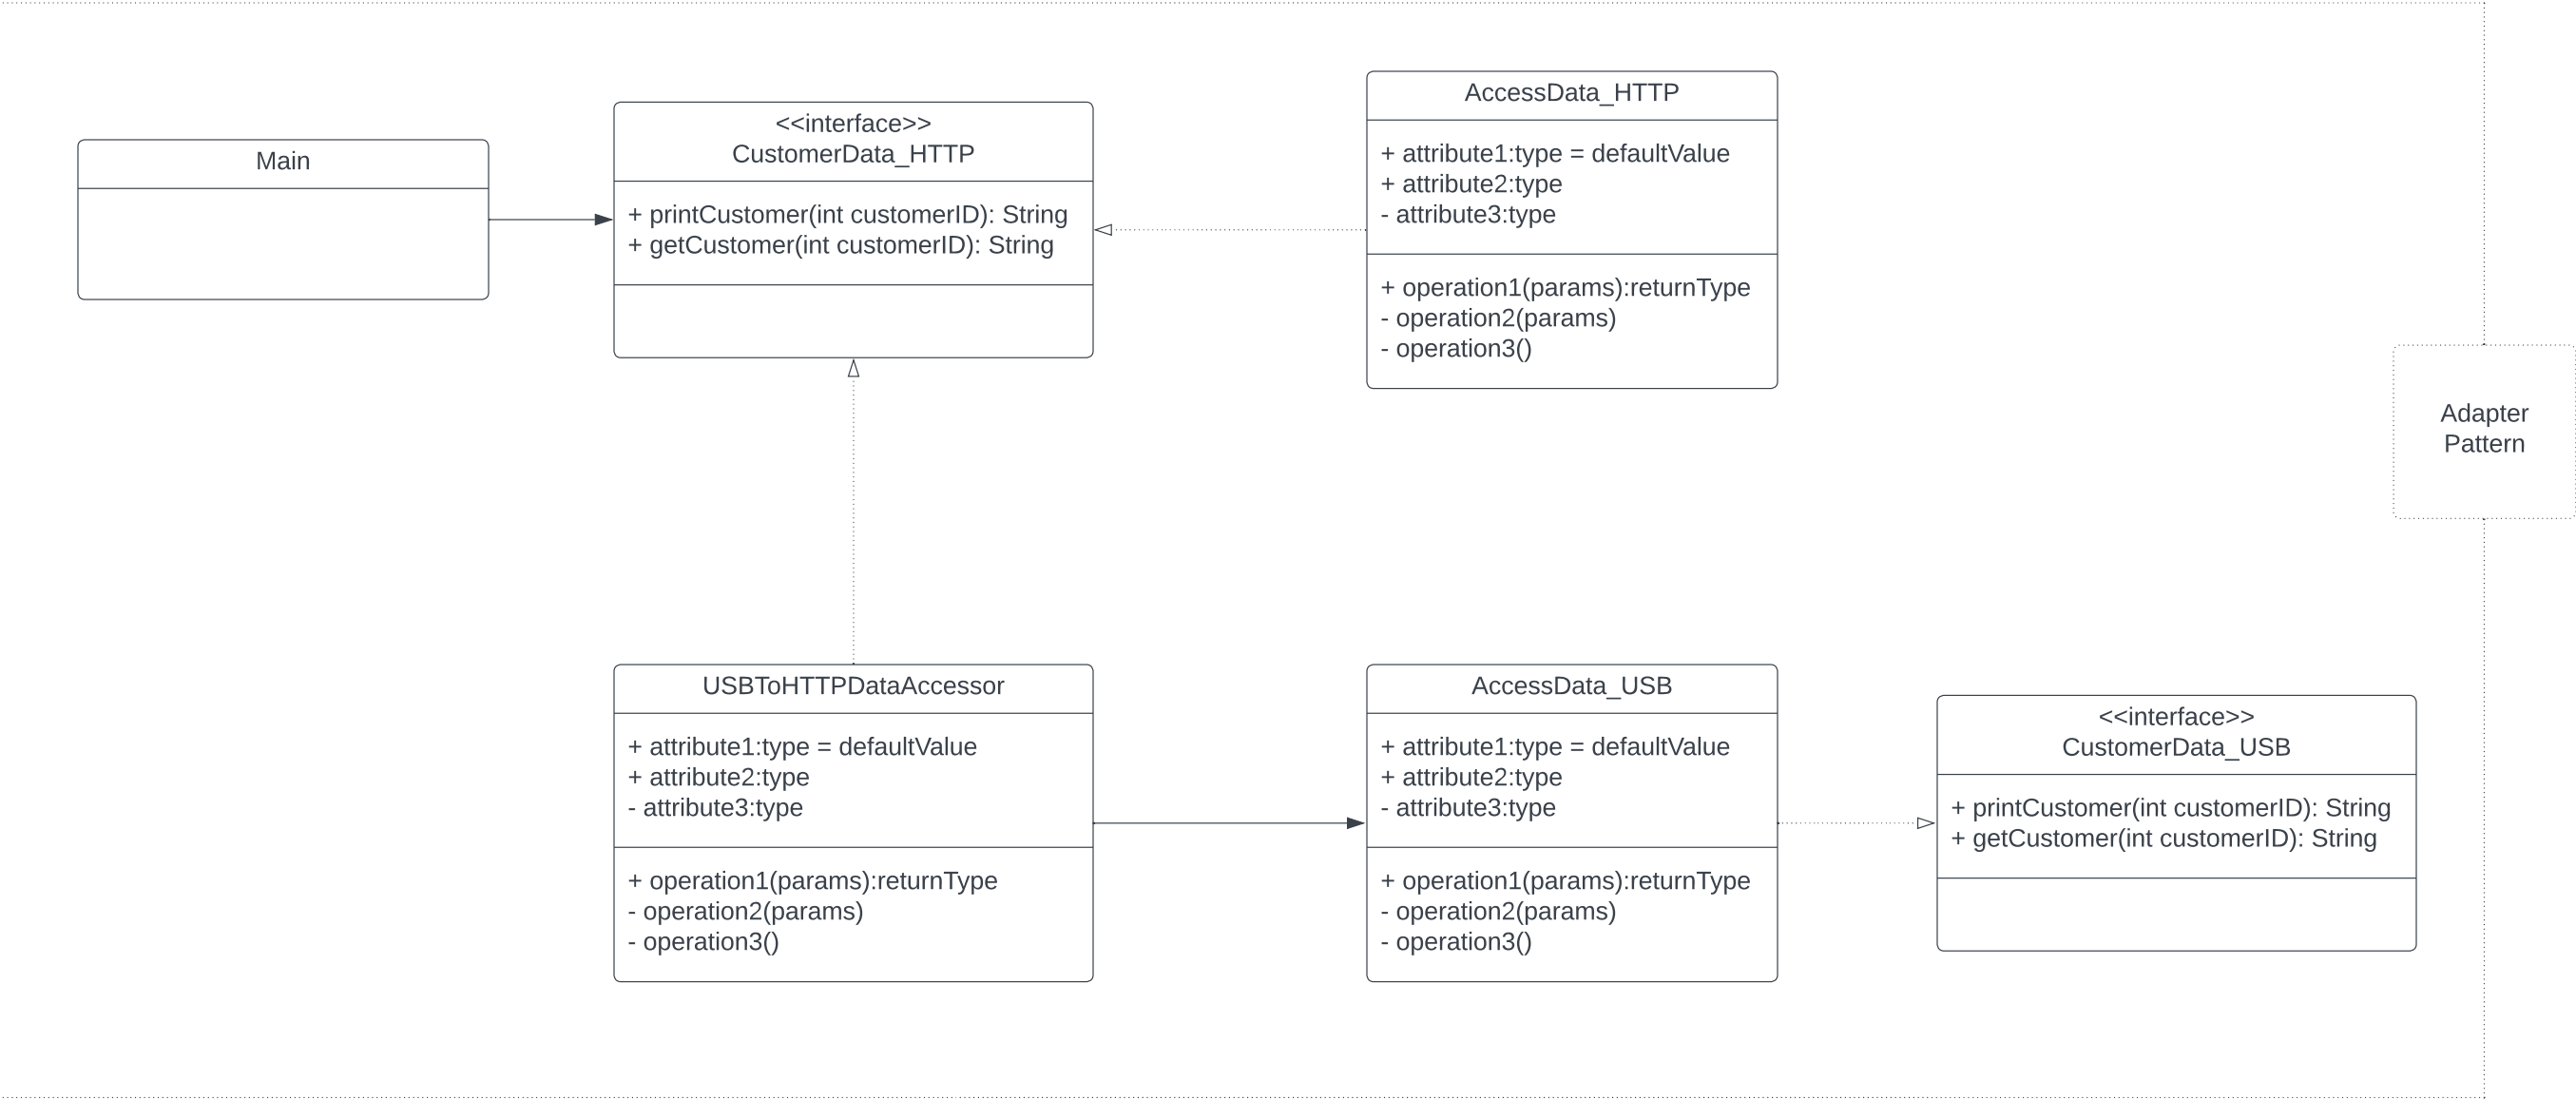 Main
<<interface>>
CustomerData_HTTP
+ printCustomer(int customerID): String
+ getCustomer(int customerID): String
AccessData_HTTP
+ attribute1:type = defaultValue
+ attribute2:type
- attribute3:type
+ operation1(params):returnType
- operation2(params)
- operation3()
Adapter
Pattern
USBToHTTPDataAccessor
+ attribute1:type = defaultValue
+ attribute2:type
- attribute3:type
+ operation1(params):returnType
- operation2(params)
- operation3()
AccessData_USB
+ attribute1:type = defaultValue
+ attribute2:type
- attribute3:type
+ operation1(params):returnType
- operation2(params)
- operation3()
<<interface>>
CustomerData_USB
+ printCustomer(int customerID): String
+ getCustomer(int customerID): String